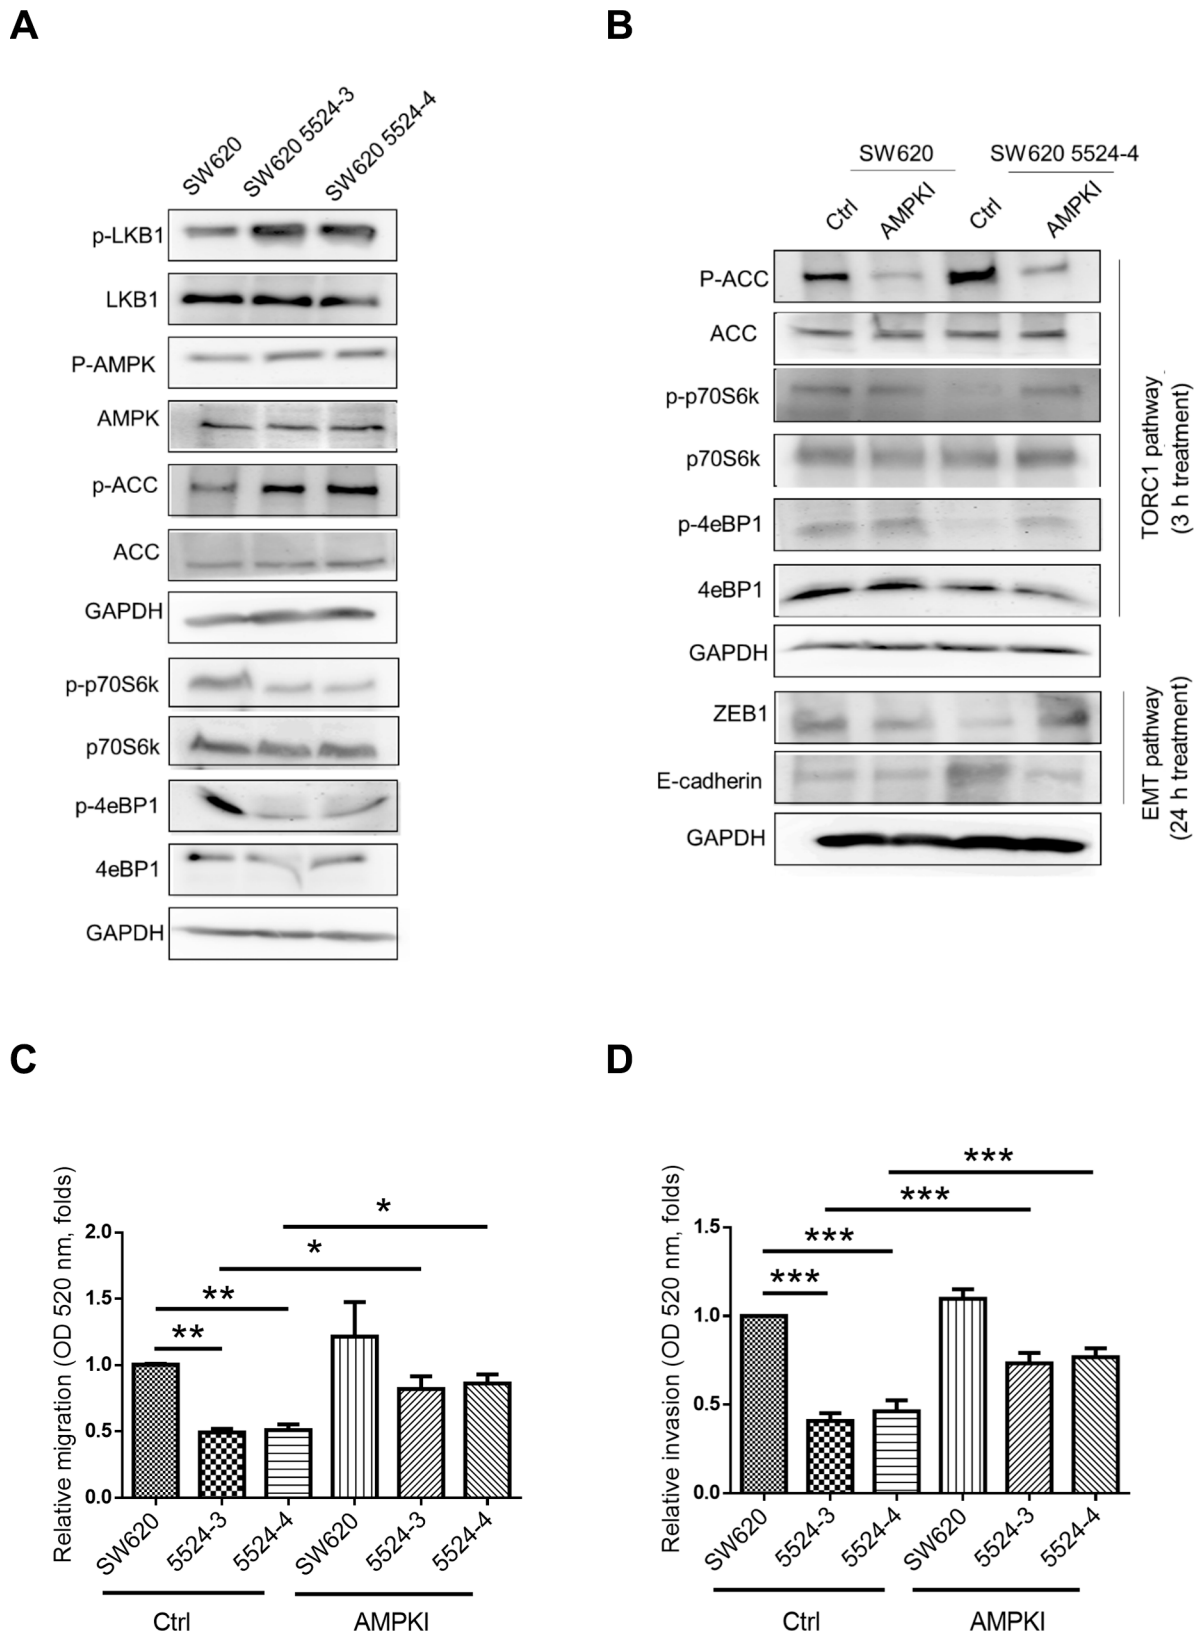 A
SW620
SW620 5524-3
SW620 5524-4
p-LKB1
LKB1
P-AMPK
AMPK
p-ACC
ACC
GAPDH
p-p70S6k
p70S6k
p-4eBP1
4eBP1
GAPDH
B
SW620
SW620 5524-4
Ctrl
AMPKI
Ctrl
AMPKI
P-ACC
ACC
p-p70S6k
p70S6k
p-4eBP1
4eBP1
GAPDH
ZEB1
E-cadherin
GAPDH
TORC1 pathway
(3 h treatment)
EMT pathway
(24 h treatment)
C
Relative migration (OD 520 nm, folds)
2.0
1.5
1.0
0.5
0.0
*
*
**
**
SW620
5524-3
5524-4
SW620
5524-3
5524-4
Ctrl
AMPKI
D
Relative invasion (OD 520 nm, folds)
1.5
1.0
0.5
0.0
***
***
***
***
SW620
5524-3
5524-4
SW620
5524-3
5524-4
Ctrl
AMPKI